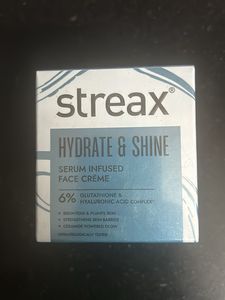 streax®
HYDRATE & SHINE
SERUM INFUSED
FACE CRÈME
6% GLUTATHIONE &
HYALURONIC ACID COMPLEX*
• BRIGHTENS & PLUMPS SKIN
• STRENGTHENS SKIN BARRIER
• CERAMIDE POWERED GLOW
DERMATOLOGICALLY TESTED